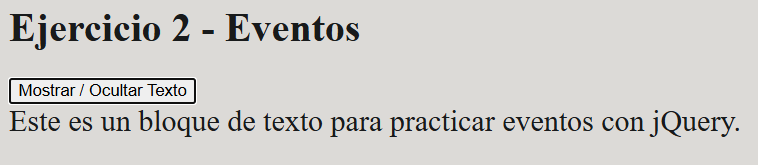 Ejercicio 2 - Eventos
Mostrar / Ocultar Texto
Este es un bloque de texto para practicar eventos con jQuery.